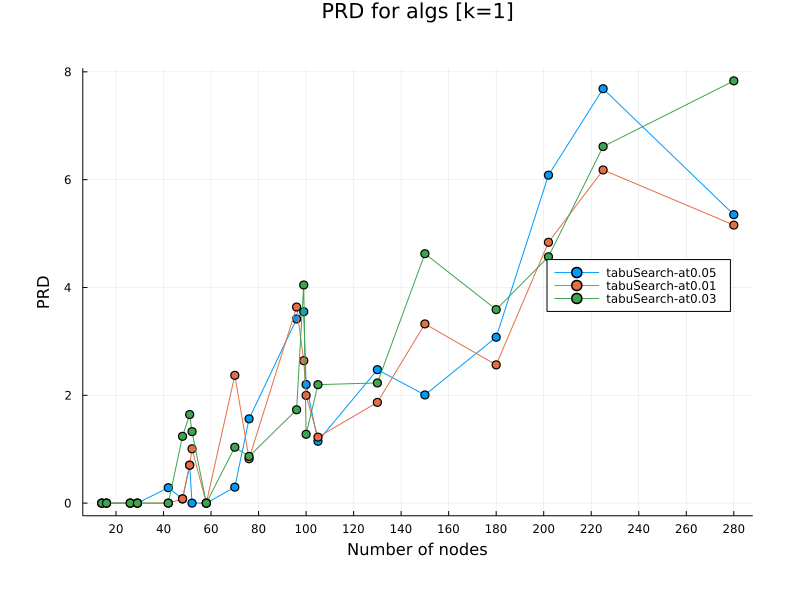 PRD for algs [k=1]
8
6
4
2
0
PRD
tabuSearch-at0.05
tabuSearch-at0.01
tabuSearch-at0.03
20 40 60 80 100 120 140 160 180 200 220 240 260 280
Number of nodes